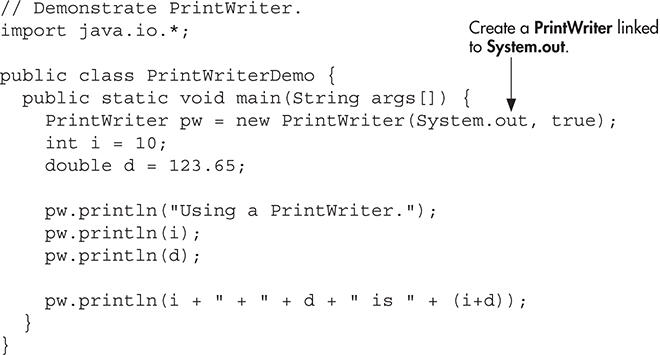 // Demonstrate PrintWriter.
import java.io.*;
Create a PrintWriter linked
to System.out.
public class PrintWriterDemo {
  public static void main(String args[]) {
    PrintWriter pw = new PrintWriter(System.out, true);
    int i = 10;
    double d = 123.65;

    pw.println("Using a PrintWriter.");
    pw.println(i);
    pw.println(d);

    pw.println(i + " + " + d + " is " + (i+d));
  }
}